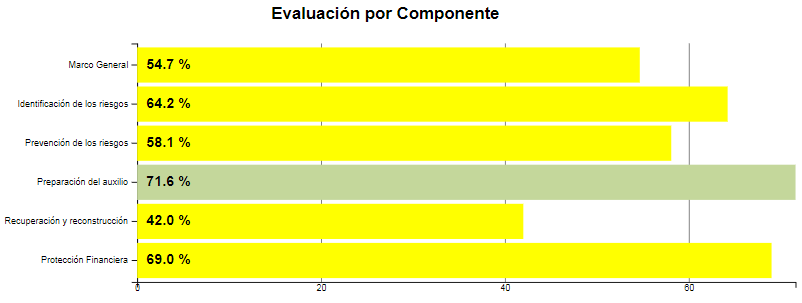 Evaluación por Componente
Marco General 54.7 %
Identificación de los riesgos 64.2 %
Prevención de los riesgos 58.1 %
Preparación del auxilio 71.6 %
Recuperación y reconstrucción 42.0 %
Protección Financiera 69.0 %
0 20 40 60